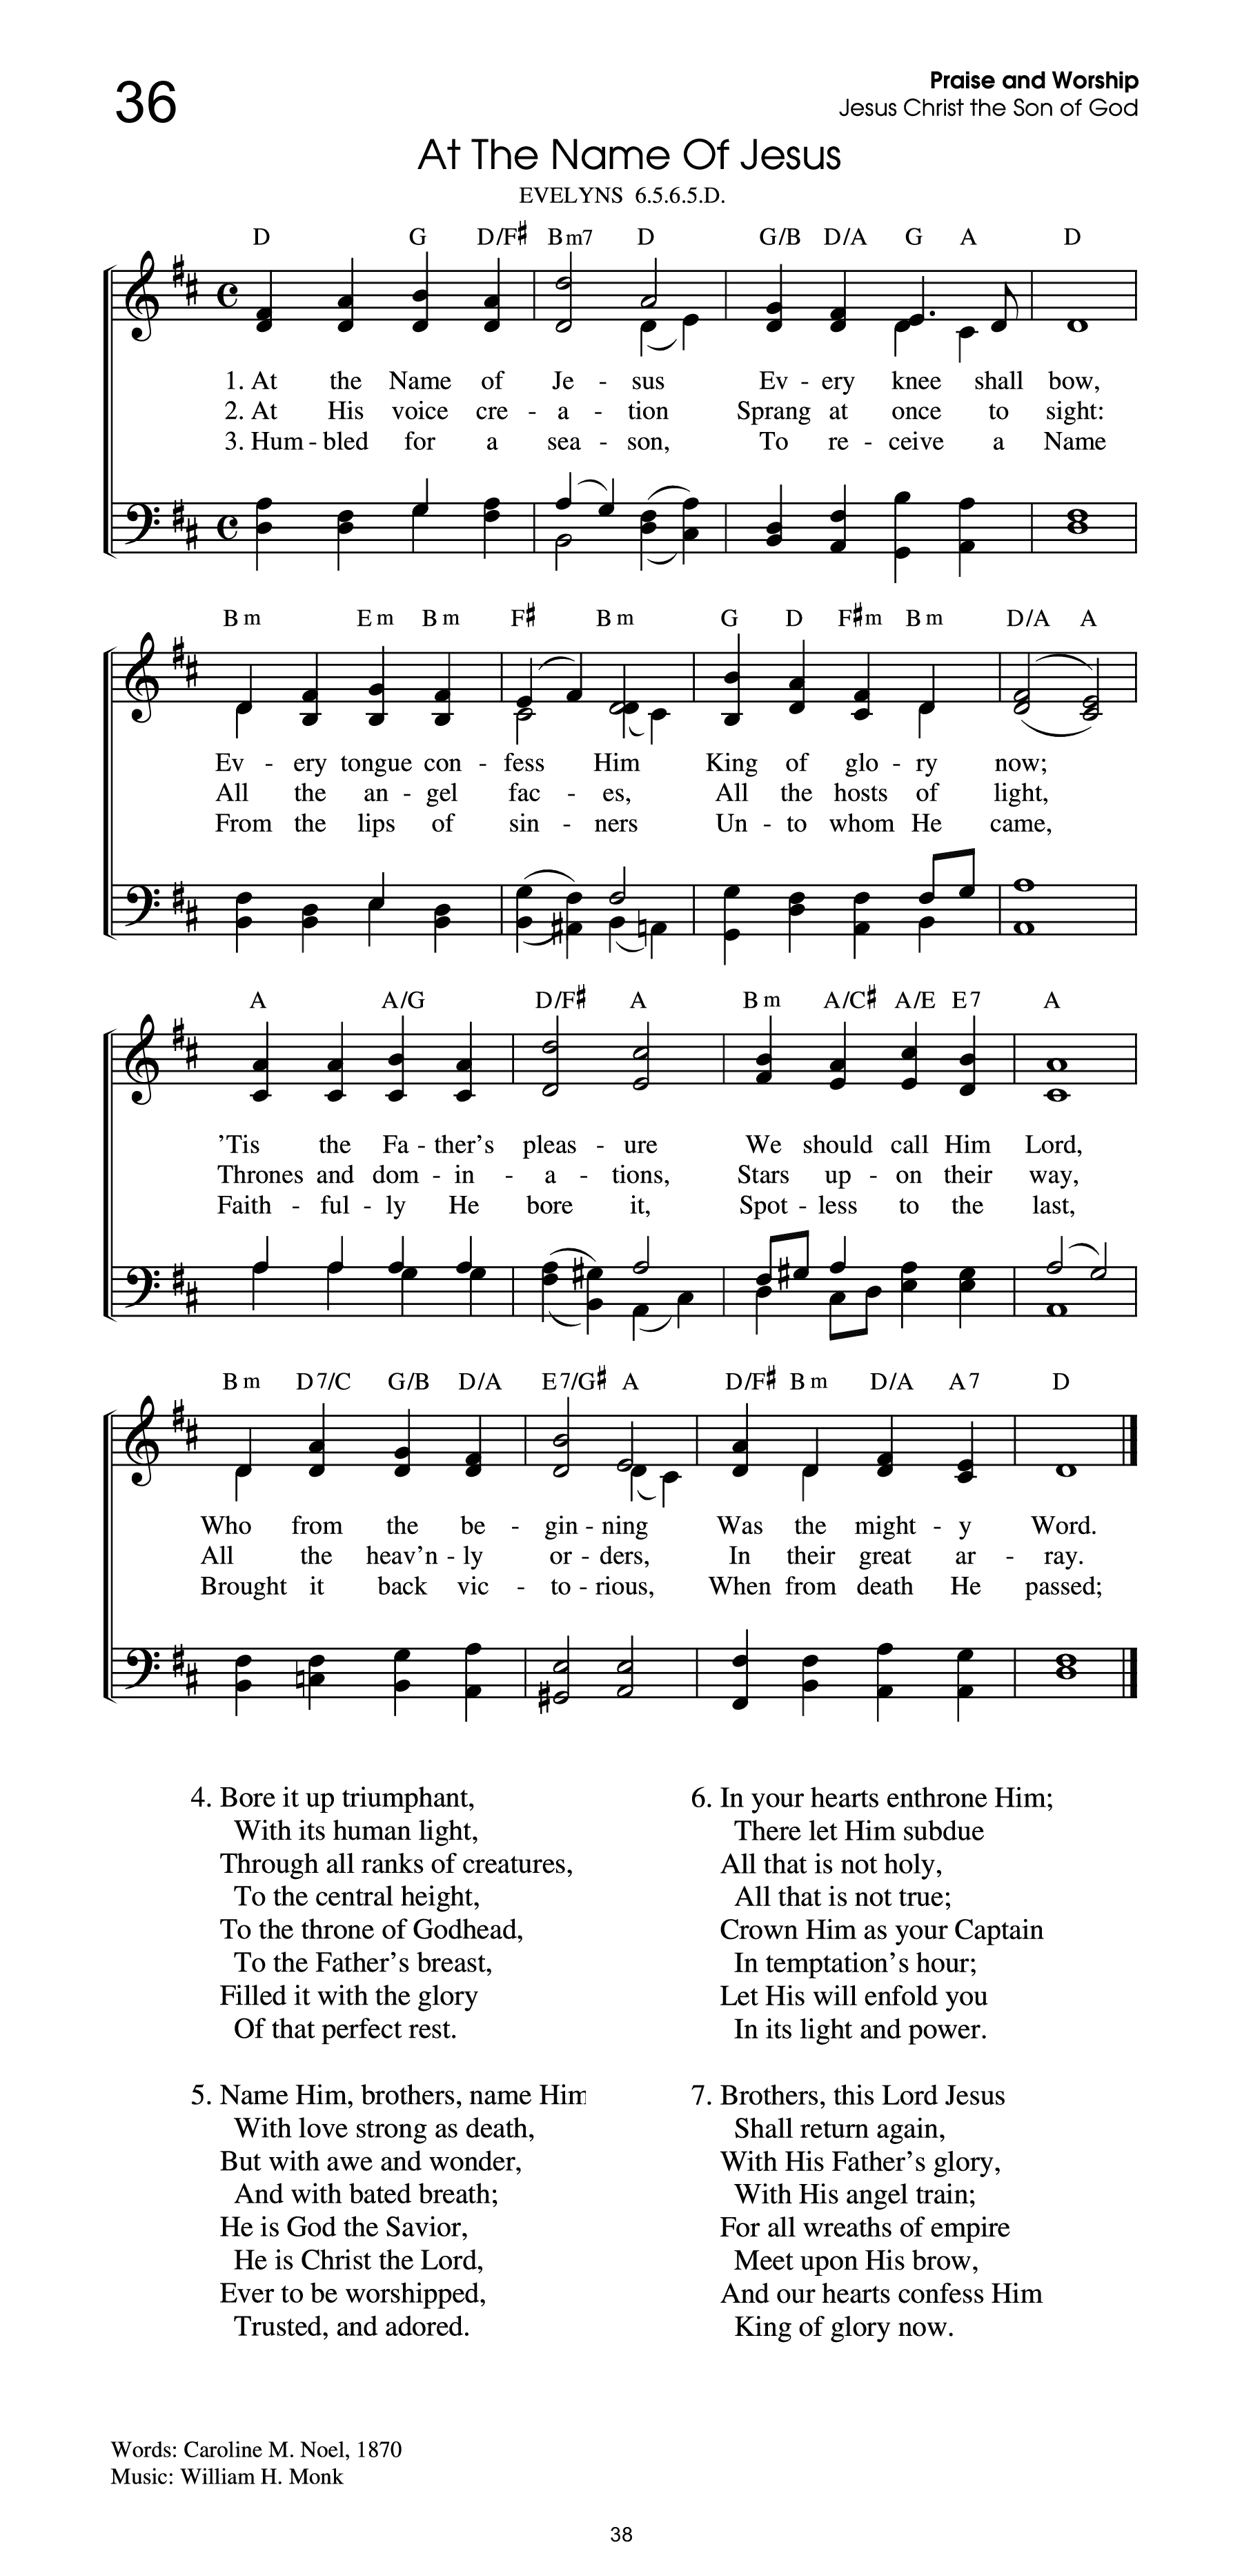 36
Praise and Worship
Jesus Christ the Son of God
At The Name Of Jesus
EVELYNS 6.5.6.5.D.
D G D/F♯ Bm7 D G/B D/A G A D
1. At the Name of Je - sus Ev - ery knee shall bow,
2. At His voice cre - a - tion Sprang at once to sight:
3. Hum - bled for a sea - son, To re - ceive a Name
Bm Em Bm F♯ Bm G D F♯m Bm D/A A
Ev - ery tongue con - fess Him King of glo - ry now;
All the an - gel fac - es, All the hosts of light,
From the lips of sin - ners Un - to whom He came,
A A/G D/F♯ A Bm A/C♯ A/E E7 A
’Tis the Fa - ther’s pleas - ure We should call Him Lord,
Thrones and dom - in - a - tions, Stars up - on their way,
Faith - ful - ly He bore it, Spot - less to the last,
Bm D7/C G/B D/A E7/G♯ A D/F♯ Bm D/A A7 D
Who from the be - gin - ning Was the might - y Word.
All the heav’n - ly or - ders, In their great ar - ray.
Brought it back vic - to - rious, When from death He passed;
4. Bore it up triumphant,
With its human light,
Through all ranks of creatures,
To the central height,
To the throne of Godhead,
To the Father’s breast,
Filled it with the glory
Of that perfect rest.
5. Name Him, brothers, name Him
With love strong as death,
But with awe and wonder,
And with bated breath;
He is God the Savior,
He is Christ the Lord,
Ever to be worshipped,
Trusted, and adored.
6. In your hearts enthrone Him;
There let Him subdue
All that is not holy,
All that is not true;
Crown Him as your Captain
In temptation’s hour;
Let His will enfold you
In its light and power.
7. Brothers, this Lord Jesus
Shall return again,
With His Father’s glory,
With His angel train;
For all wreaths of empire
Meet upon His brow,
And our hearts confess Him
King of glory now.
Words: Caroline M. Noel, 1870
Music: William H. Monk
38